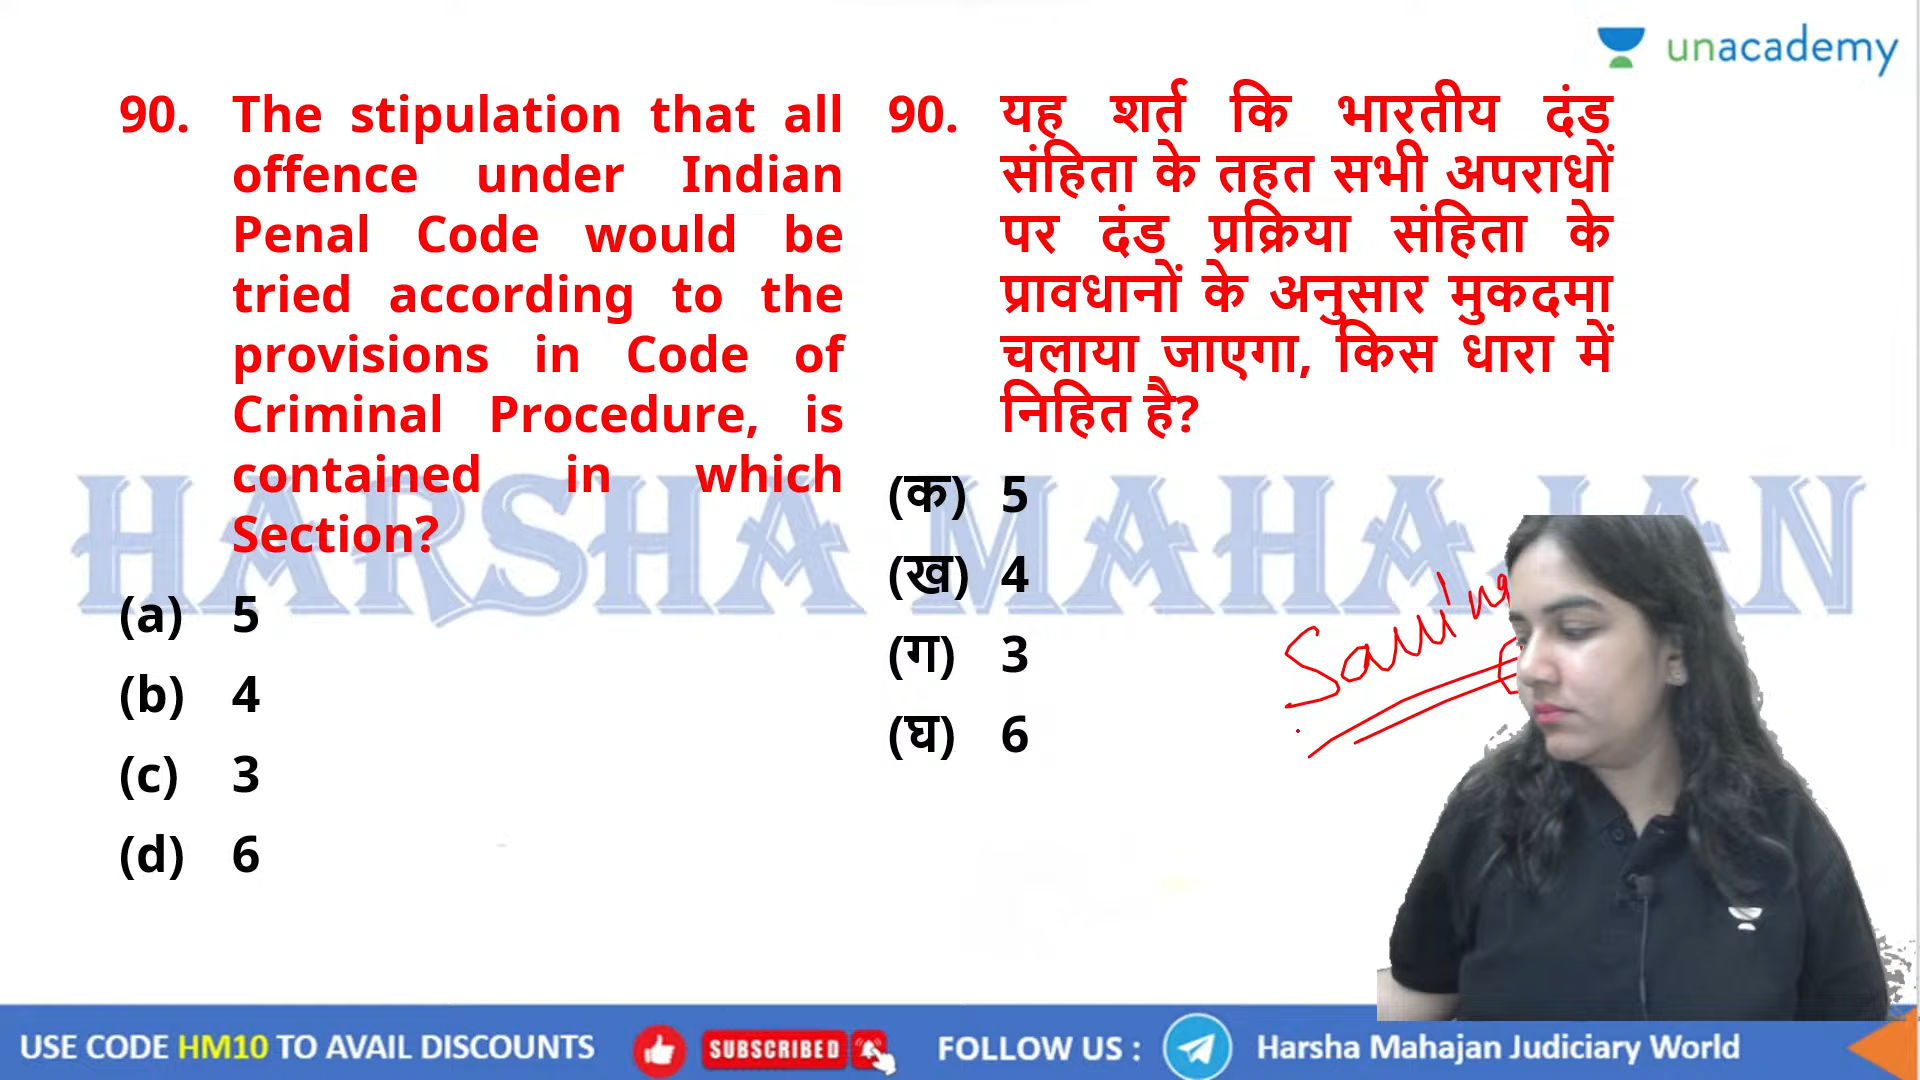 unacademy
90. The stipulation that all
offence under Indian
Penal Code would be
tried according to the
provisions in Code of
Criminal Procedure, is
contained in which
Section?
(a) 5
(b) 4
(c) 3
(d) 6
90. यह शर्त कि भारतीय दंड
संहिता के तहत सभी अपराधों
पर दंड प्रक्रिया संहिता के
प्रावधानों के अनुसार मुकदमा
चलाया जाएगा, किस धारा में
निहित है?
(क) 5
(ख) 4
(ग) 3
(घ) 6
HARSHA MAHAJAN
USE CODE HM10 TO AVAIL DISCOUNTS
SUBSCRIBED
FOLLOW US :
Harsha Mahajan Judiciary World